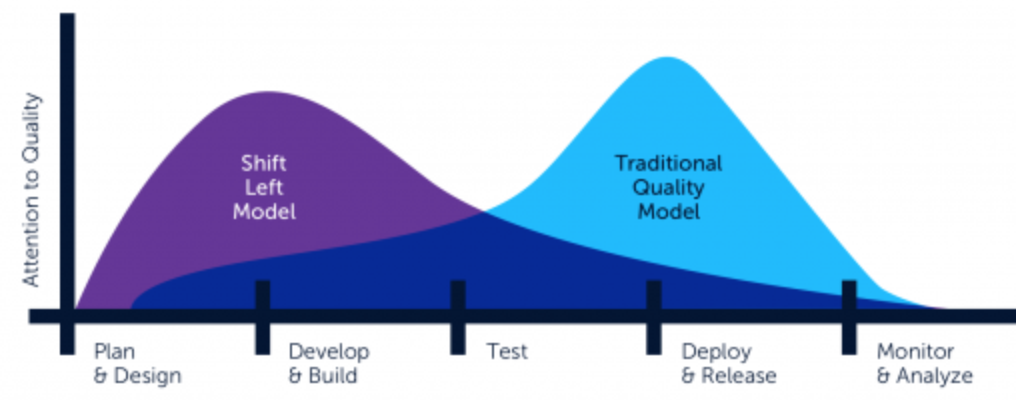 Attention to Quality
Shift
Left
Model
Traditional
Quality
Model
Plan
& Design
Develop
& Build
Test
Deploy
& Release
Monitor
& Analyze